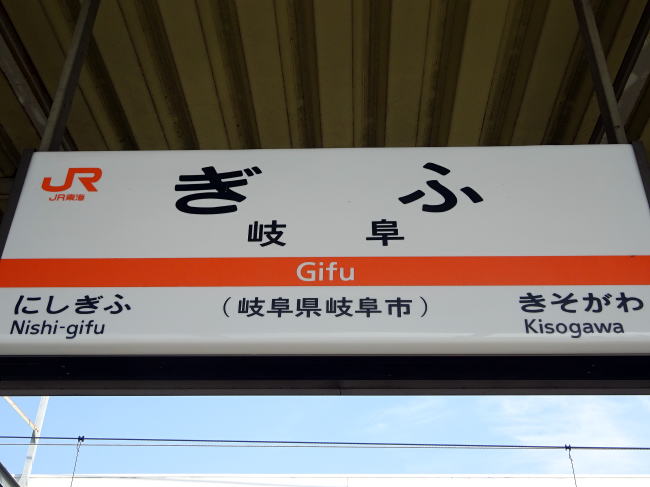 JR
JR東海
ぎふ
岐阜
Gifu
にしぎふ
Nishi-gifu
（岐阜県岐阜市）
きそがわ
Kisogawa